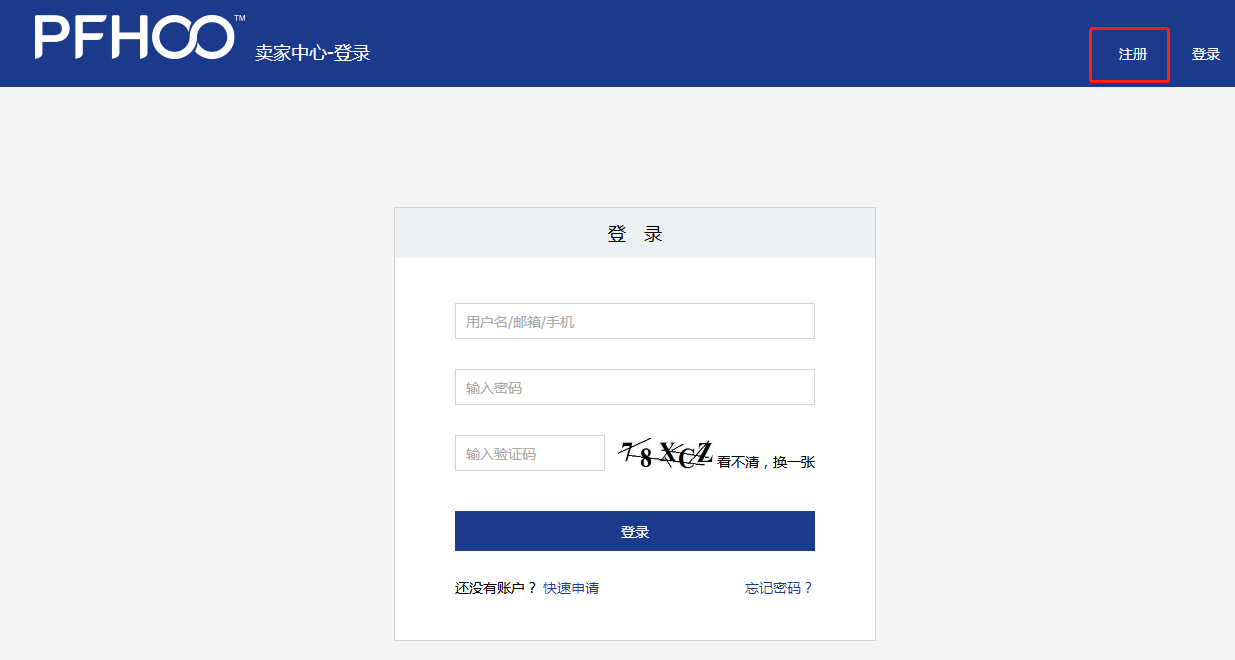 PFHOO™
卖家中心-登录
注册
登录
登 录
用户名/邮箱/手机
输入密码
输入验证码
78XCZ
看不清，换一张
登录
还没有账户？ 快速申请
忘记密码？